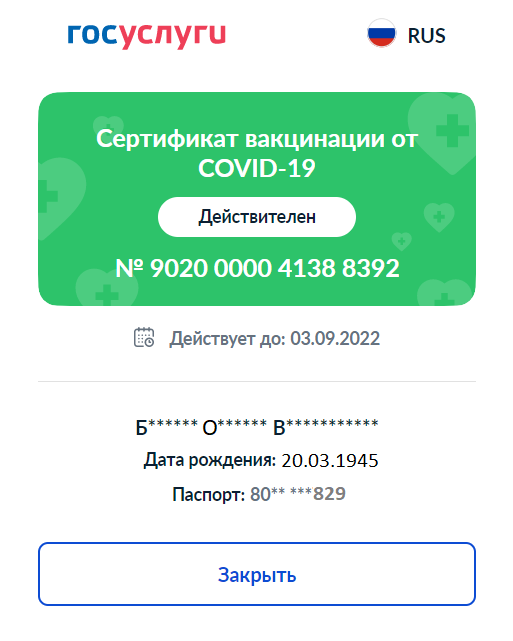 госуслуги RUS
Сертификат вакцинации от
COVID-19
Действителен
№ 9020 0000 4138 8392
Действует до: 03.09.2022
Б****** О****** В***********
Дата рождения: 20.03.1945
Паспорт: 80** ***829
Закрыть